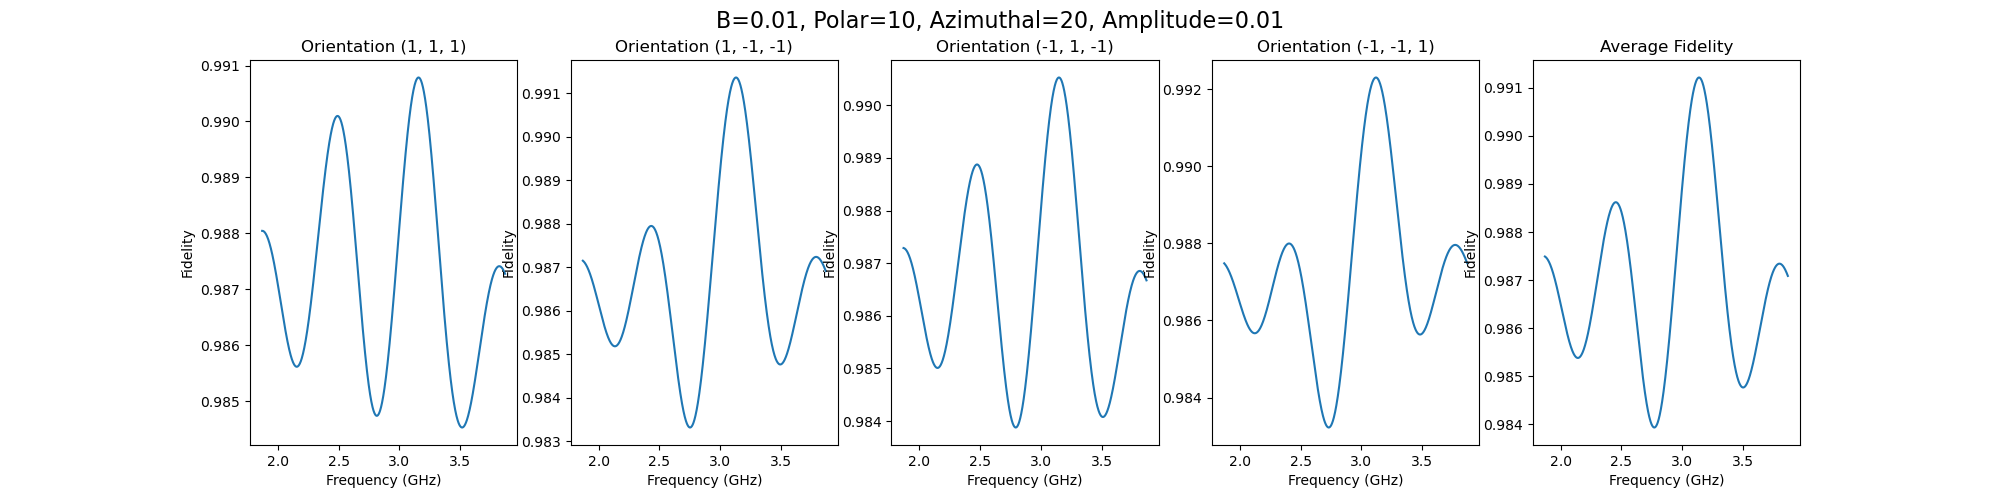 B=0.01, Polar=10, Azimuthal=20, Amplitude=0.01
Orientation (1, 1, 1)
Fidelity
0.991
0.990
0.989
0.988
0.987
0.986
0.985
2.0 2.5 3.0 3.5
Frequency (GHz)
Orientation (1, -1, -1)
Fidelity
0.991
0.990
0.989
0.988
0.987
0.986
0.985
0.984
0.983
2.0 2.5 3.0 3.5
Frequency (GHz)
Orientation (-1, 1, -1)
Fidelity
0.990
0.989
0.988
0.987
0.986
0.985
0.984
2.0 2.5 3.0 3.5
Frequency (GHz)
Orientation (-1, -1, 1)
Fidelity
0.992
0.990
0.988
0.986
0.984
2.0 2.5 3.0 3.5
Frequency (GHz)
Average Fidelity
Fidelity
0.991
0.990
0.989
0.988
0.987
0.986
0.985
0.984
2.0 2.5 3.0 3.5
Frequency (GHz)